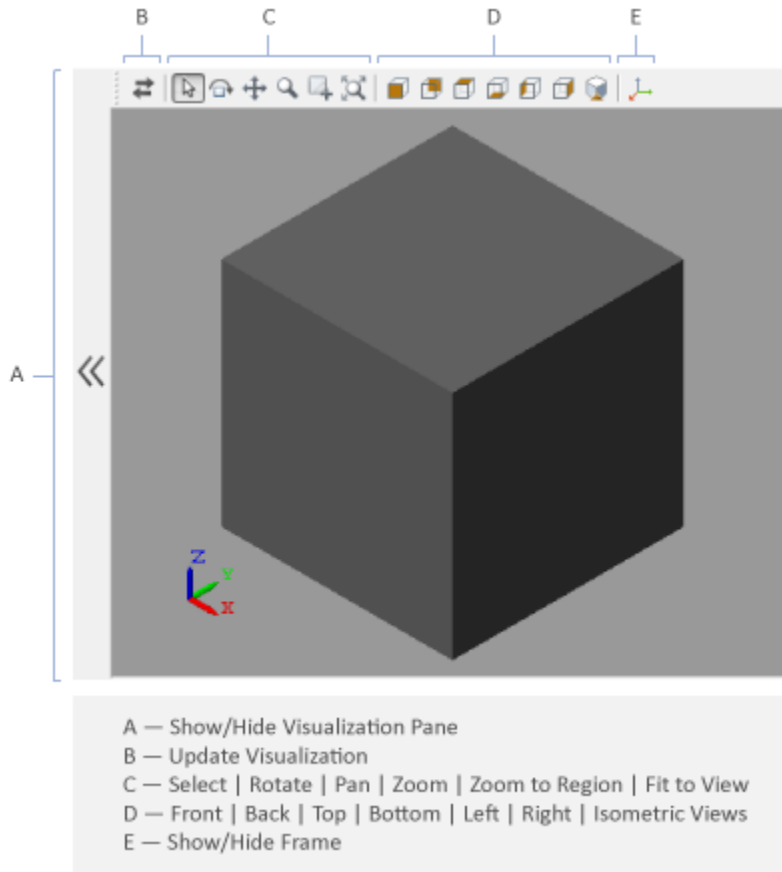 B C D E
A
Z
Y
X
A — Show/Hide Visualization Pane
B — Update Visualization
C — Select | Rotate | Pan | Zoom | Zoom to Region | Fit to View
D — Front | Back | Top | Bottom | Left | Right | Isometric Views
E — Show/Hide Frame